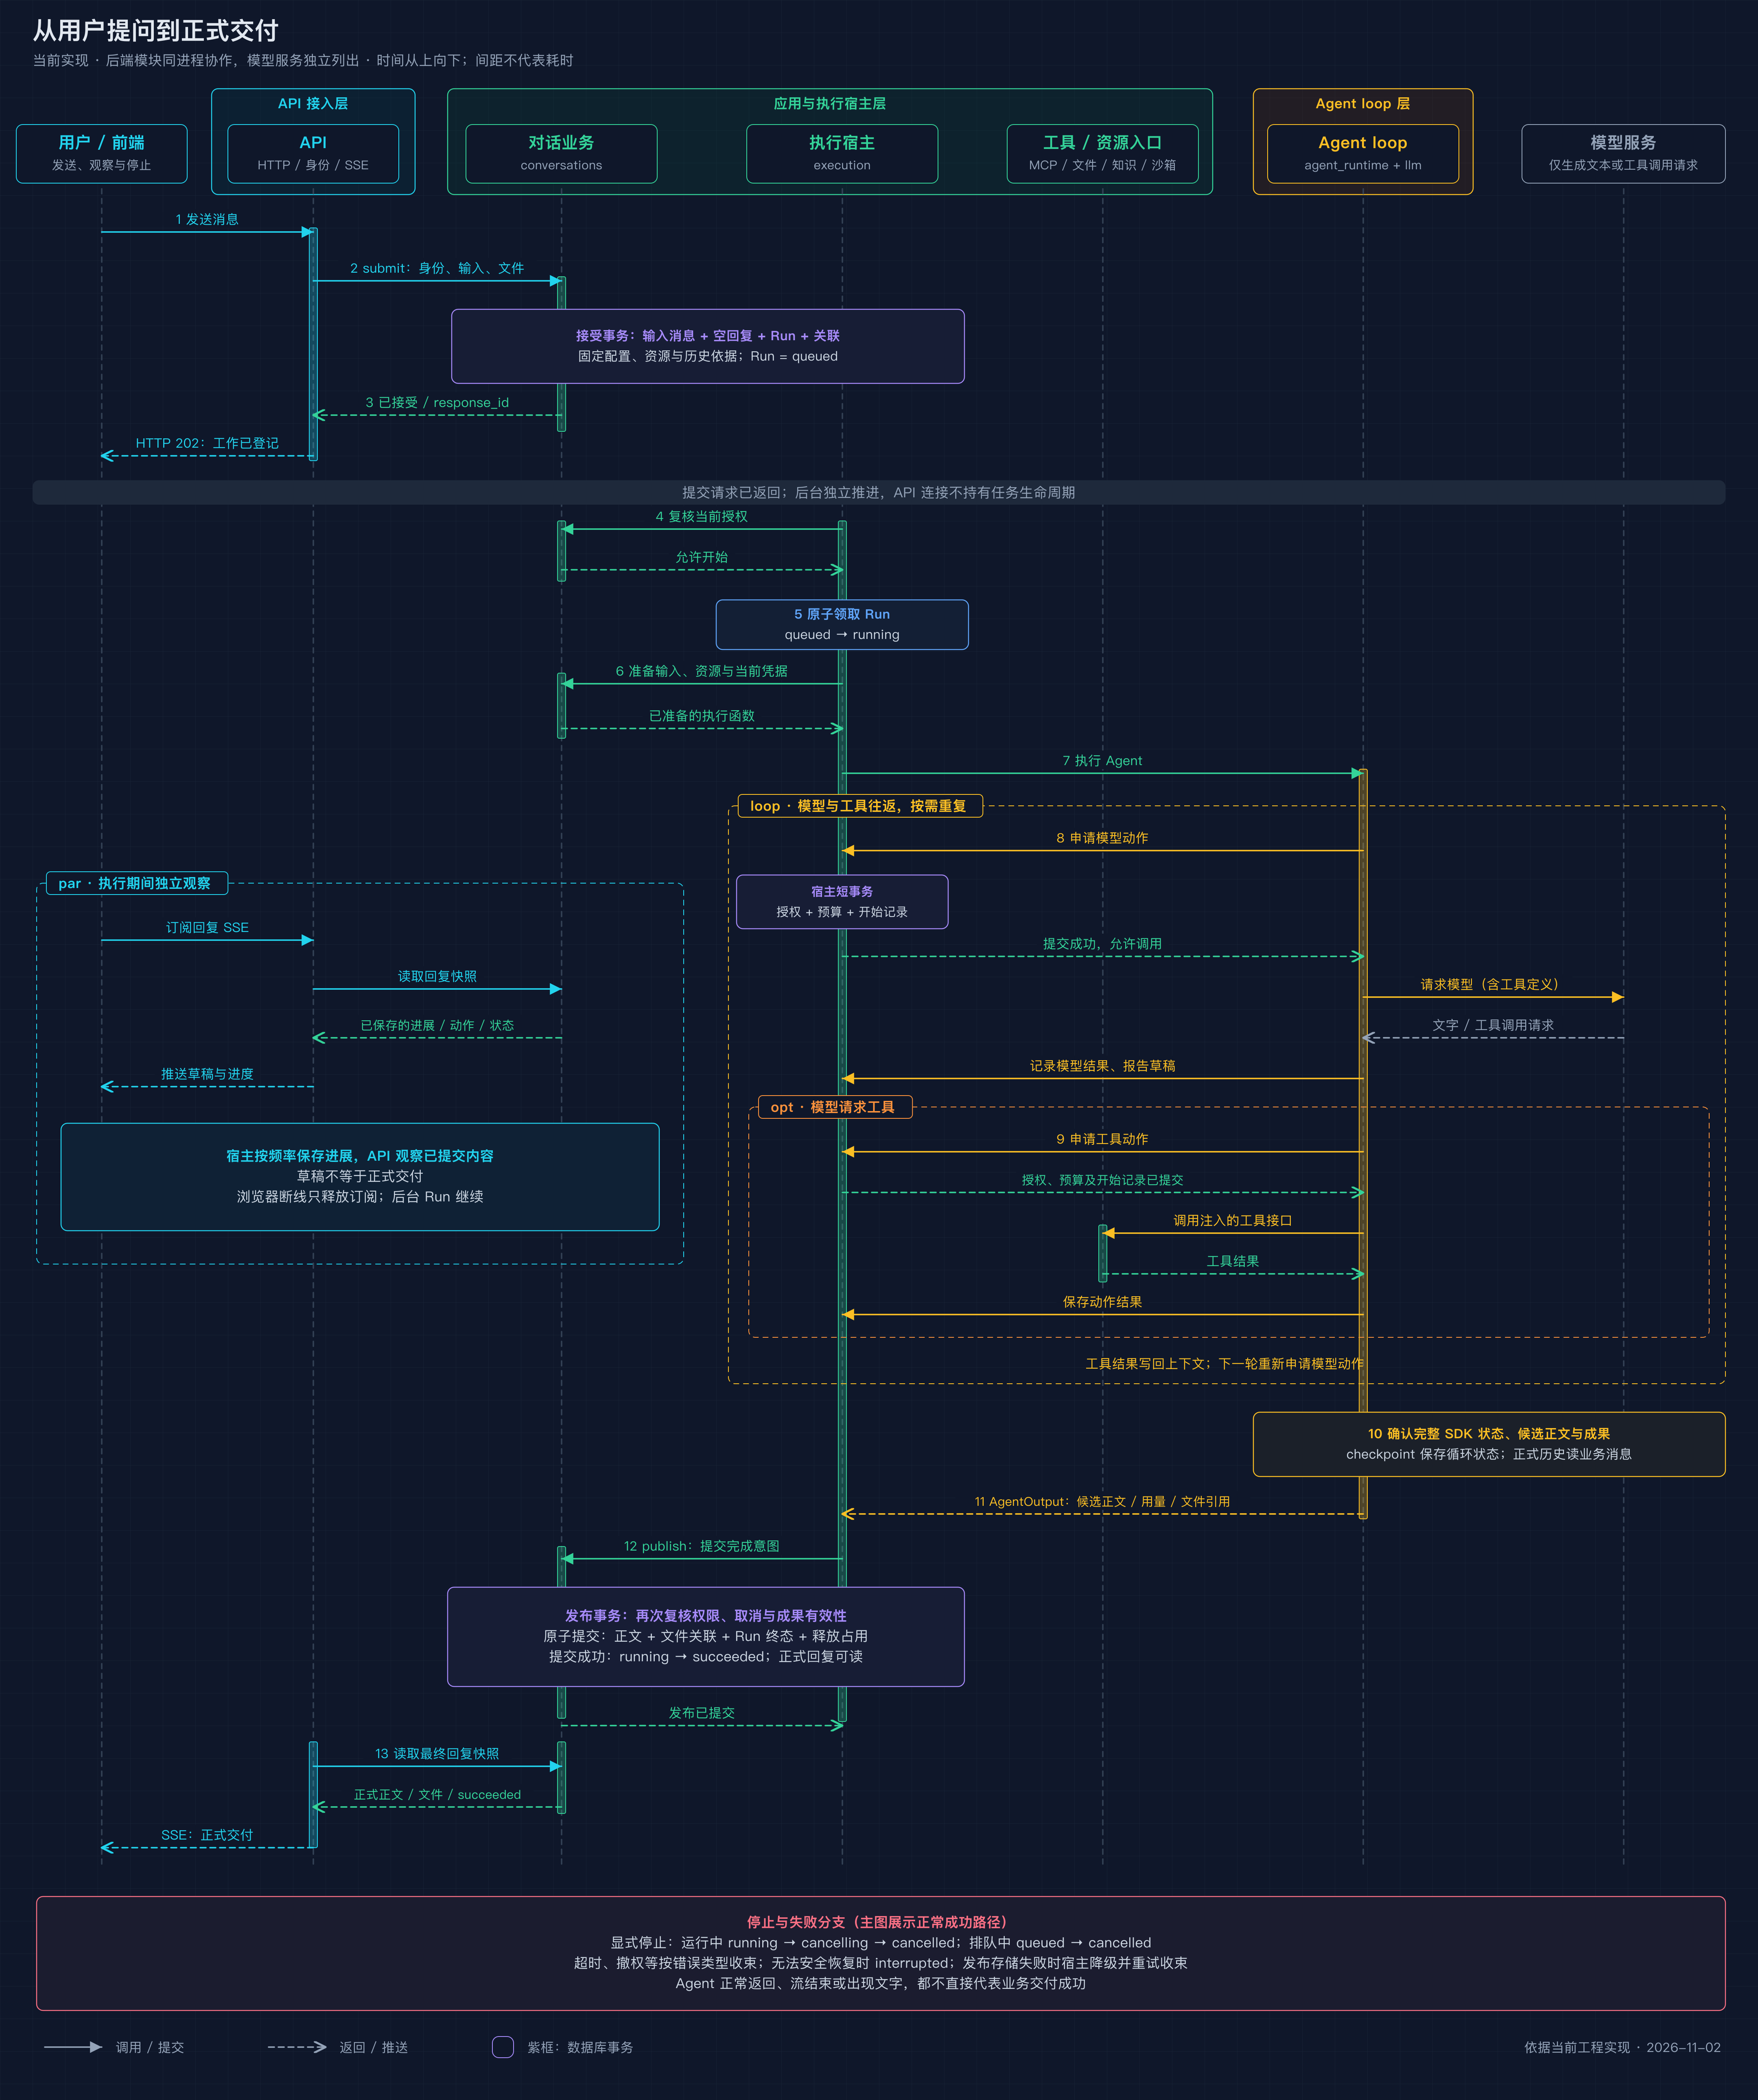 从用户提问到正式交付
当前实现 · 后端模块同进程协作，模型服务独立列出 · 时间从上向下；间距不代表耗时
API 接入层
应用与执行宿主层
Agent loop 层
用户 / 前端
发送、观察与停止
API
HTTP / 身份 / SSE
对话业务
conversations
执行宿主
execution
工具 / 资源入口
MCP / 文件 / 知识 / 沙箱
Agent loop
agent_runtime + llm
模型服务
仅生成文本或工具调用请求
1 发送消息
2 submit：身份、输入、文件
接受事务：输入消息 + 空回复 + Run + 关联
固定配置、资源与历史依据；Run = queued
3 已接受 / response_id
HTTP 202：工作已登记
提交请求已返回；后台独立推进，API 连接不持有任务生命周期
4 复核当前授权
允许开始
5 原子领取 Run
queued → running
6 准备输入、资源与当前凭据
已准备的执行函数
7 执行 Agent
loop · 模型与工具往返，按需重复
8 申请模型动作
宿主短事务
授权 + 预算 + 开始记录
提交成功，允许调用
请求模型（含工具定义）
文字 / 工具调用请求
记录模型结果、报告草稿
opt · 模型请求工具
9 申请工具动作
授权、预算及开始记录已提交
调用注入的工具接口
工具结果
保存动作结果
工具结果写回上下文；下一轮重新申请模型动作
par · 执行期间独立观察
订阅回复 SSE
读取回复快照
已保存的进展 / 动作 / 状态
推送草稿与进度
宿主按频率保存进展，API 观察已提交内容
草稿不等于正式交付
浏览器断线只释放订阅；后台 Run 继续
10 确认完整 SDK 状态、候选正文与成果
checkpoint 保存循环状态；正式历史读业务消息
11 AgentOutput：候选正文 / 用量 / 文件引用
12 publish：提交完成意图
发布事务：再次复核权限、取消与成果有效性
原子提交：正文 + 文件关联 + Run 终态 + 释放占用
提交成功：running → succeeded；正式回复可读
发布已提交
13 读取最终回复快照
正式正文 / 文件 / succeeded
SSE：正式交付
停止与失败分支（主图展示正常成功路径）
显式停止：运行中 running → cancelling → cancelled；排队中 queued → cancelled
超时、撤权等按错误类型收束；无法安全恢复时 interrupted；发布存储失败时宿主降级并重试收束
Agent 正常返回、流结束或出现文字，都不直接代表业务交付成功
调用 / 提交
返回 / 推送
紫框：数据库事务
依据当前工程实现 · 2026-11-02